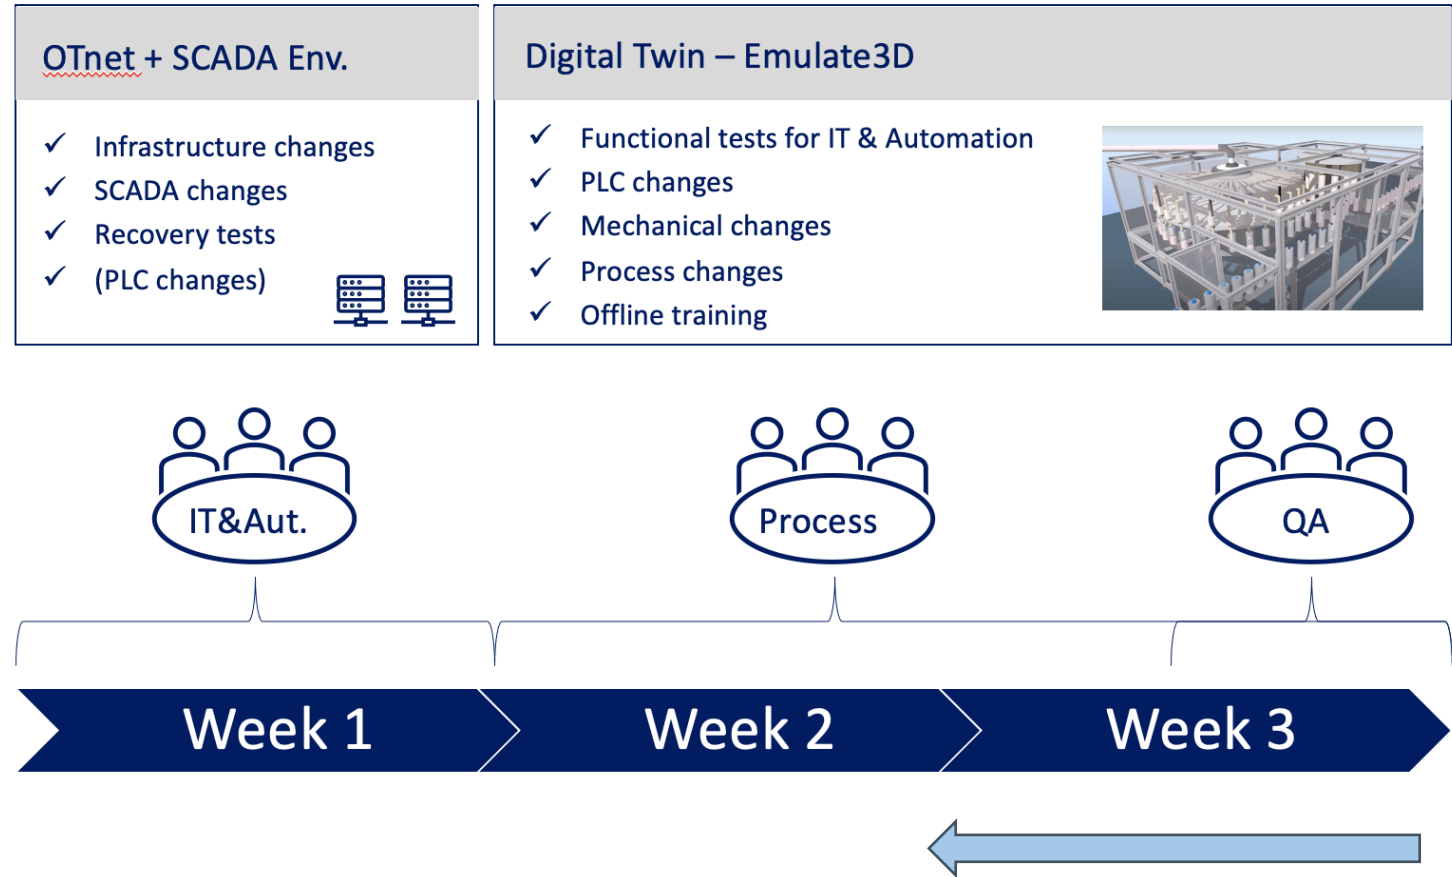 OTnet + SCADA Env.
Infrastructure changes
SCADA changes
Recovery tests
(PLC changes)
Digital Twin – Emulate3D
Functional tests for IT & Automation
PLC changes
Mechanical changes
Process changes
Offline training
IT&Aut.
Process
QA
Week 1
Week 2
Week 3